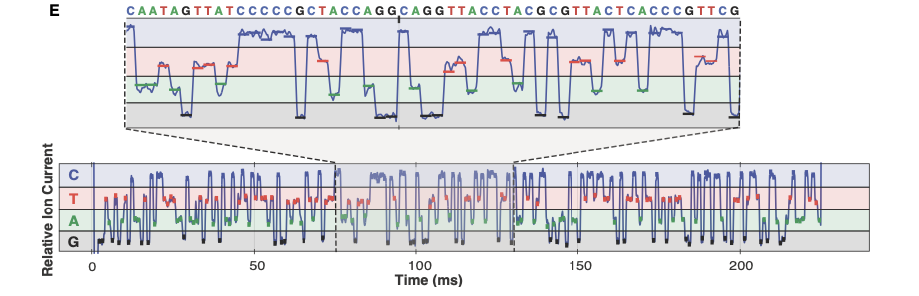 E
CAATAGTTATCCCCCGCTACCAGGCAGGTTACCTACGCGTTACTCACCCGTTCG
Relative Ion Current
C
T
A
G
0 50 100 150 200
Time (ms)